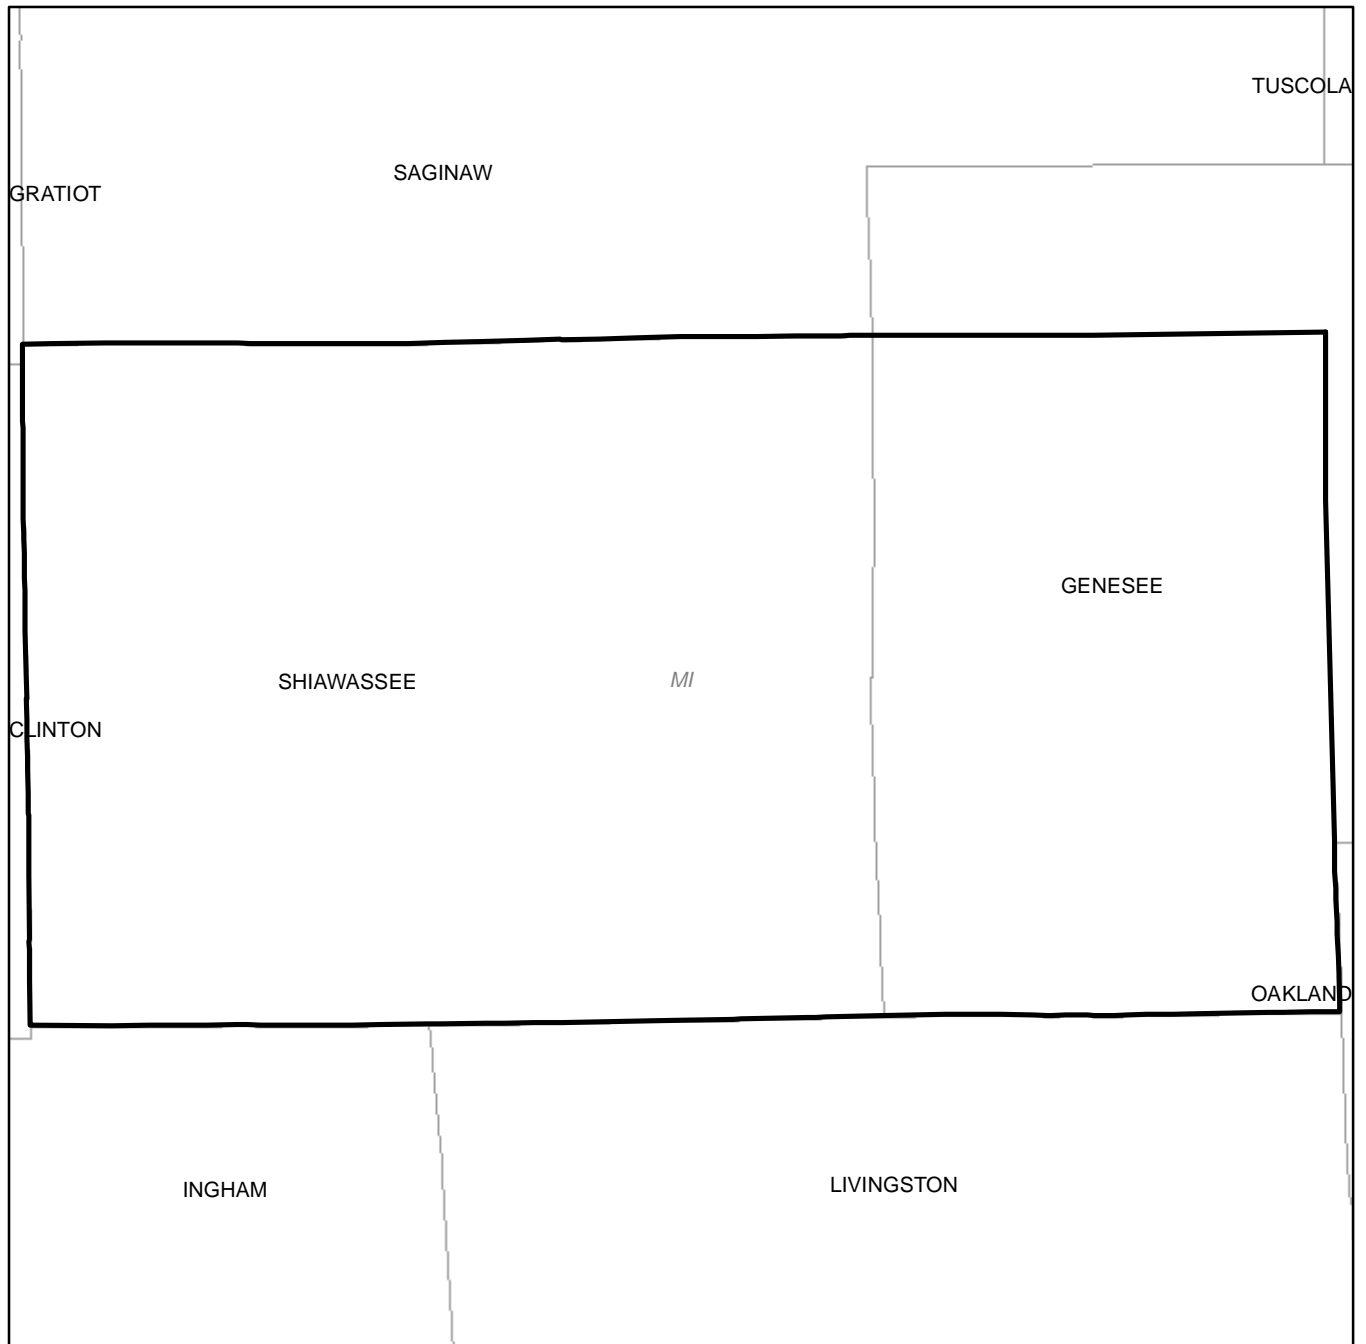 TUSCOLA
SAGINAW
GRATIOT
GENESEE
SHIAWASSEE
MI
CLINTON
OAKLAND
INGHAM
LIVINGSTON